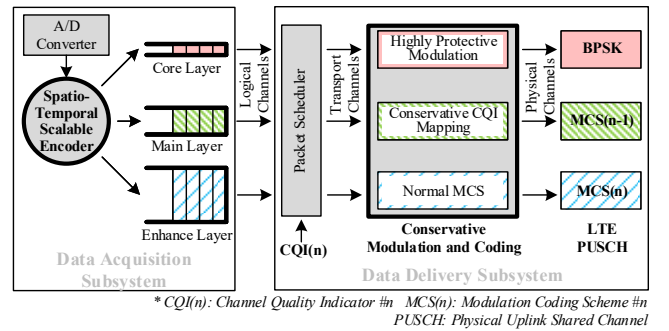 A/D
Converter
Spatio-
Temporal
Scalable
Encoder
Core Layer
Main Layer
Enhance Layer
Data Acquisition
Subsystem
Logical
Channels
Packet Scheduler
CQI(n)
Transport
Channels
Highly Protective
Modulation
Conservative CQI
Mapping
Normal MCS
Conservative
Modulation and Coding
Physical
Channels
BPSK
MCS(n-1)
MCS(n)
LTE
PUSCH
Data Delivery Subsystem
* CQI(n): Channel Quality Indicator #n MCS(n): Modulation Coding Scheme #n
PUSCH: Physical Uplink Shared Channel